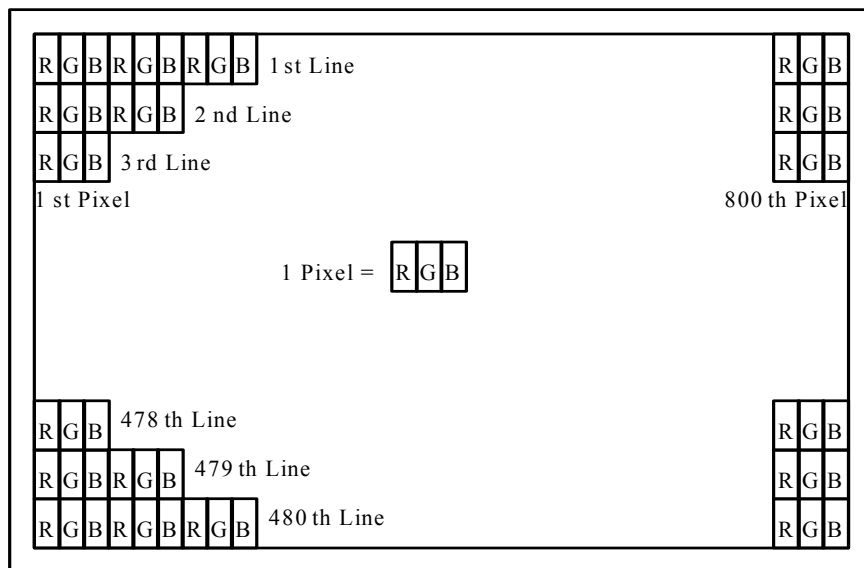 R G B R G B R G B 1 st Line R G B
R G B R G B 2 nd Line R G B
R G B 3 rd Line R G B
1 st Pixel 800 th Pixel
1 Pixel = R G B
R G B 478 th Line R G B
R G B R G B 479 th Line R G B
R G B R G B R G B 480 th Line R G B